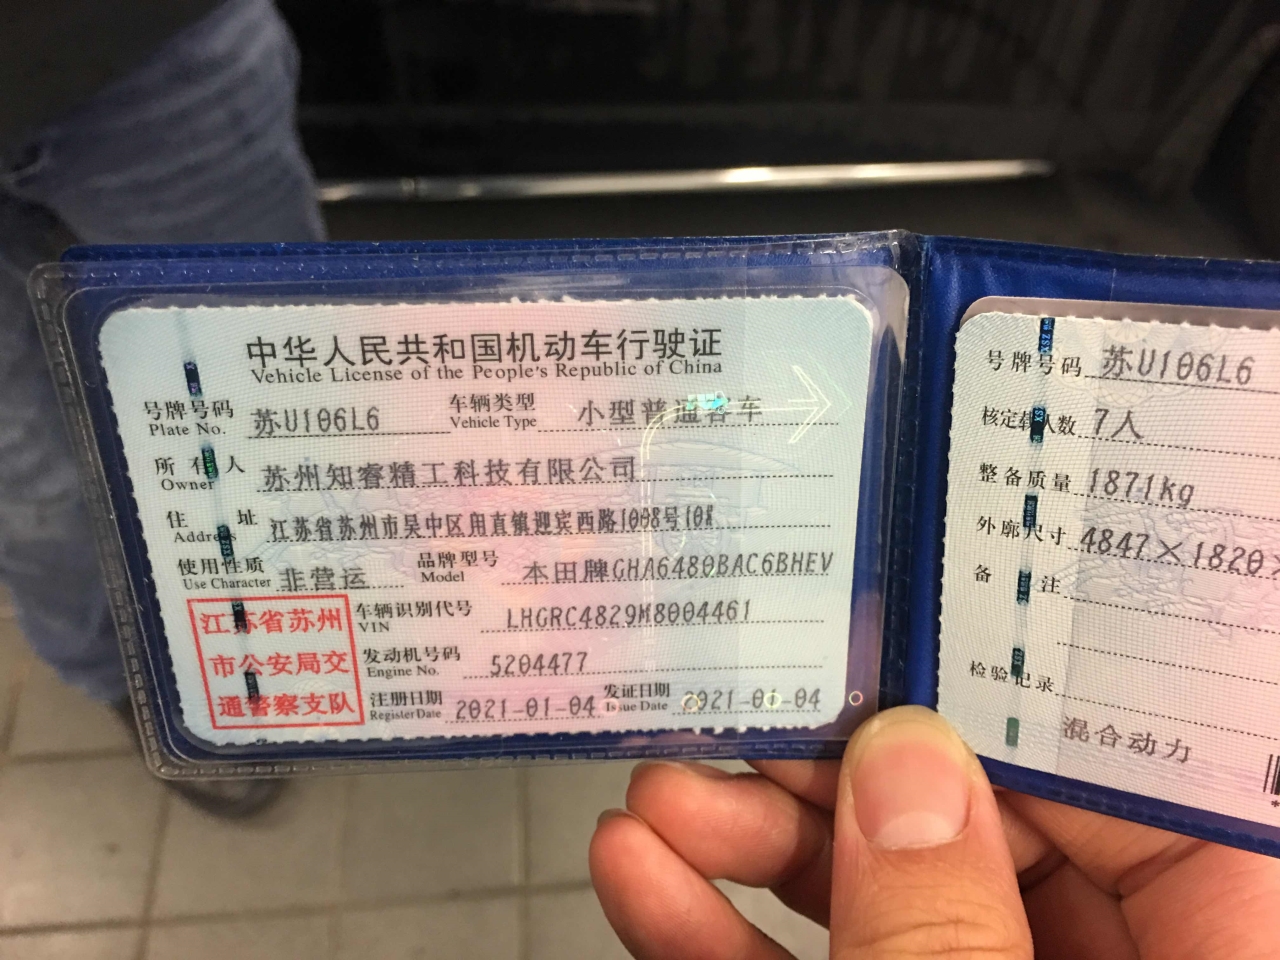 中华人民共和国机动车行驶证
Vehicle License of the People's Republic of China
号牌号码 苏U106L6 车辆类型 小型普通客车
Plate No. Vehicle Type
所有人 苏州知睿精工科技有限公司
Owner
住址 江苏省苏州市吴中区甪直镇迎宾西路1008号10#
Address
使用性质 非营运 品牌型号 本田牌GHA6480BAC6BHEV
Use Character Model
江苏省苏州
市公安局交
通警察支队
车辆识别代号 LHGRC4829M8004461
VIN
发动机号码 5204477
Engine No.
注册日期 2021-01-04 发证日期 2021-01-04
Register Date Issue Date
号牌号码 苏U106L6
核定载人数 7人
整备质量 1871kg
外廓尺寸 4847×1820×
备注
检验记录
混合动力